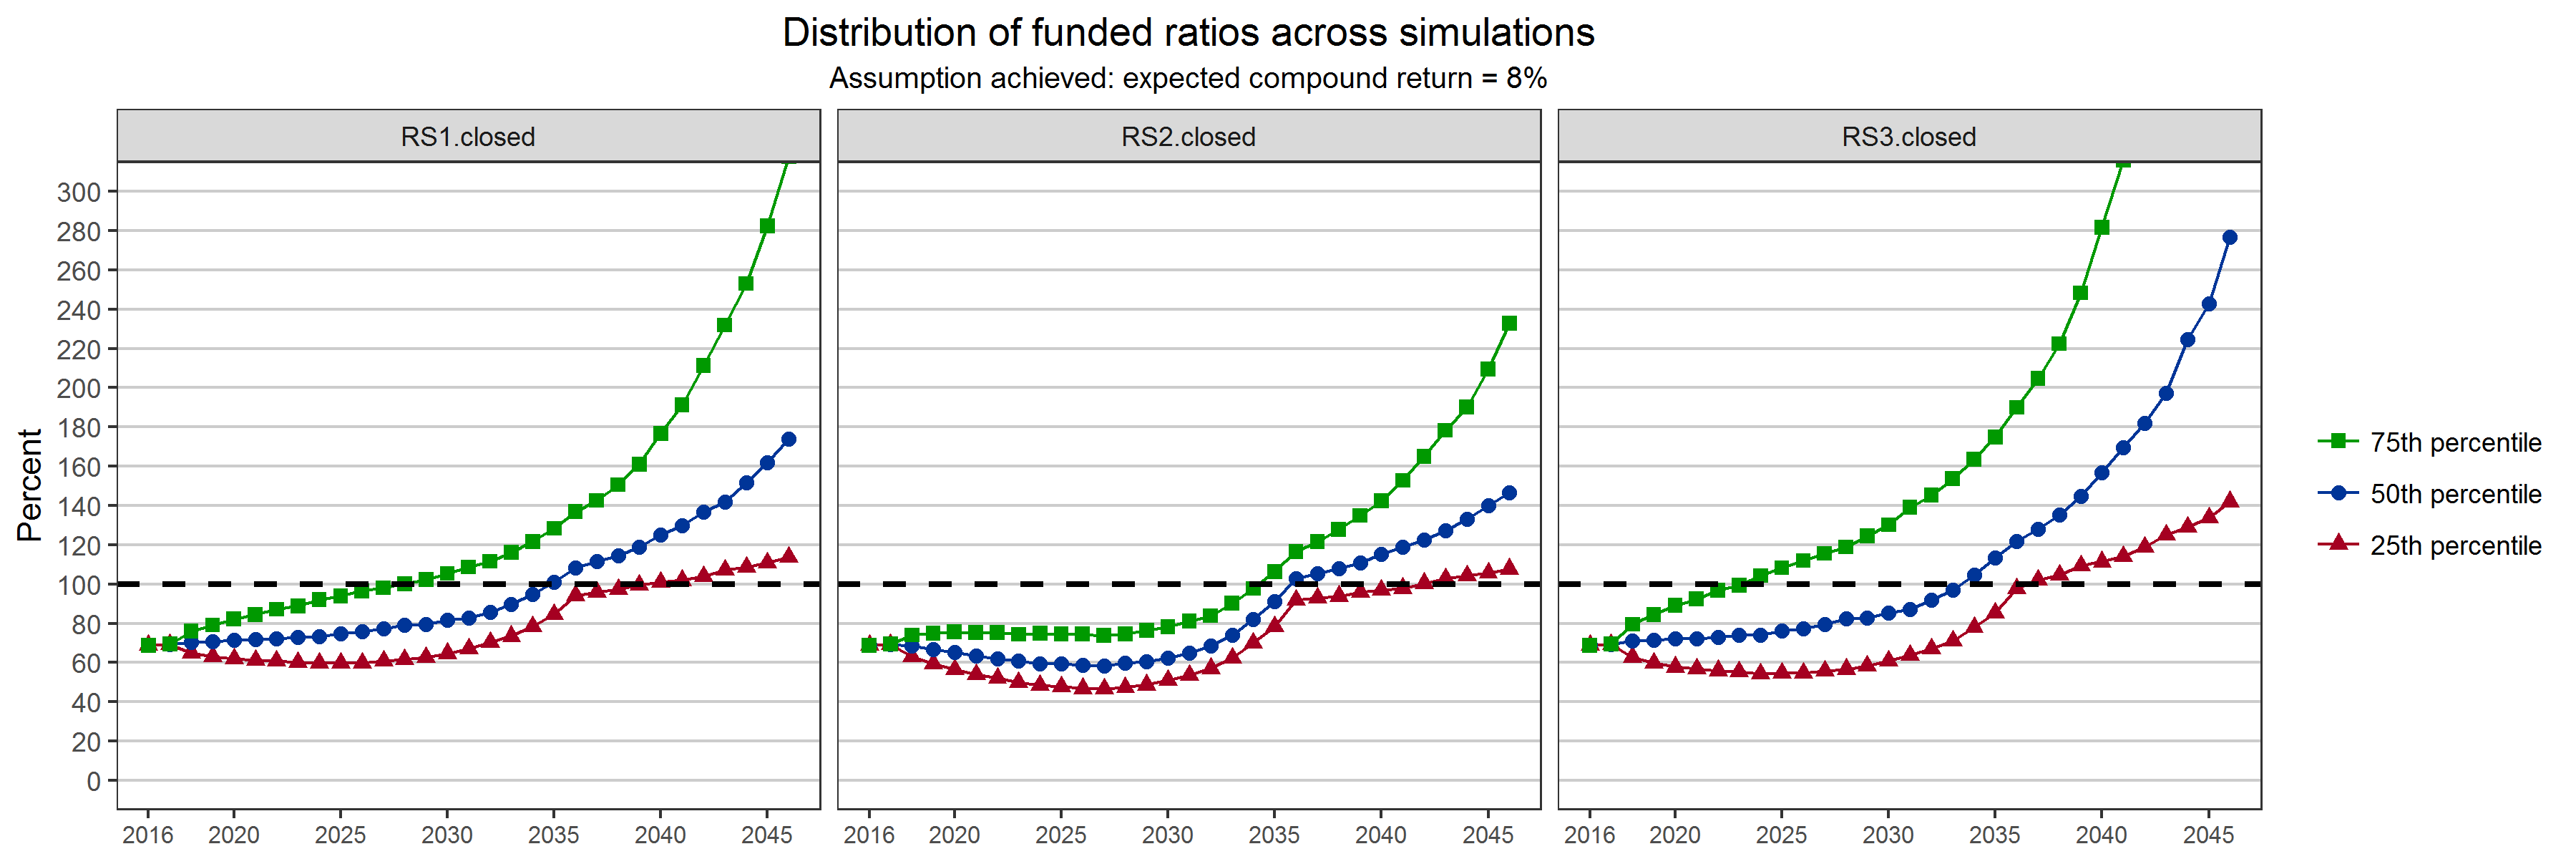 Distribution of funded ratios across simulations
Assumption achieved: expected compound return = 8%
RS1.closed
RS2.closed
RS3.closed
Percent
300
280
260
240
220
200
180
160
140
120
100
80
60
40
20
0
2016 2020 2025 2030 2035 2040 2045
2016 2020 2025 2030 2035 2040 2045
2016 2020 2025 2030 2035 2040 2045
75th percentile
50th percentile
25th percentile